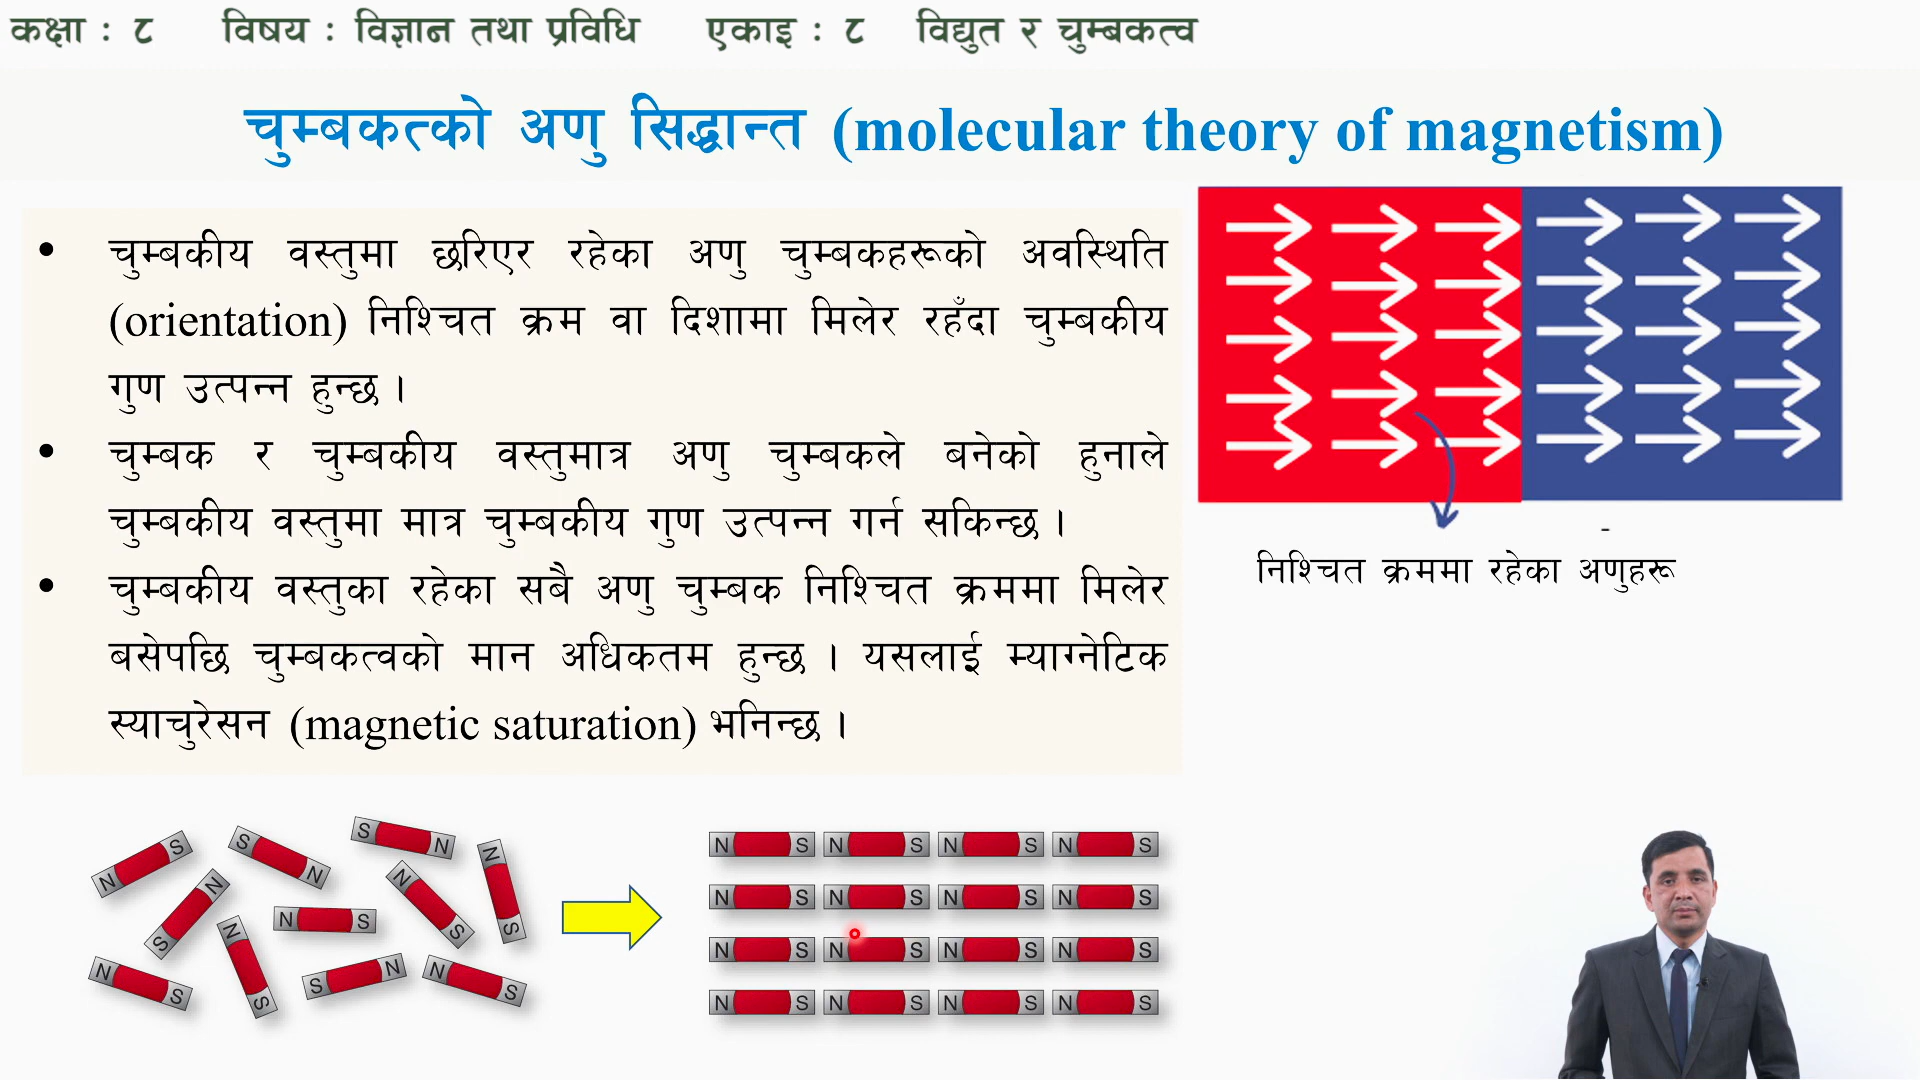 कक्षा : ८ विषय : विज्ञान तथा प्रविधि एकाइ : ८ विद्युत र चुम्बकत्व
चुम्बकत्को अणु सिद्धान्त (molecular theory of magnetism)
• चुम्बकीय वस्तुमा छरिएर रहेका अणु चुम्बकहरूको अवस्थिति
(orientation) निश्चित क्रम वा दिशामा मिलेर रहँदा चुम्बकीय
गुण उत्पन्न हुन्छ ।
• चुम्बक र चुम्बकीय वस्तुमात्र अणु चुम्बकले बनेको हुनाले
चुम्बकीय वस्तुमा मात्र चुम्बकीय गुण उत्पन्न गर्न सकिन्छ ।
• चुम्बकीय वस्तुका रहेका सबै अणु चुम्बक निश्चित क्रममा मिलेर
बसेपछि चुम्बकत्वको मान अधिकतम हुन्छ । यसलाई म्याग्नेटिक
स्याचुरेसन (magnetic saturation) भनिन्छ ।
-
निश्चित क्रममा रहेका अणुहरू
N S
S N
S N
N S
N S
N S
N S
N S
N S
S N
N S
N S N S N S N S
N S N S N S N S
N S N S N S N S
N S N S N S N S